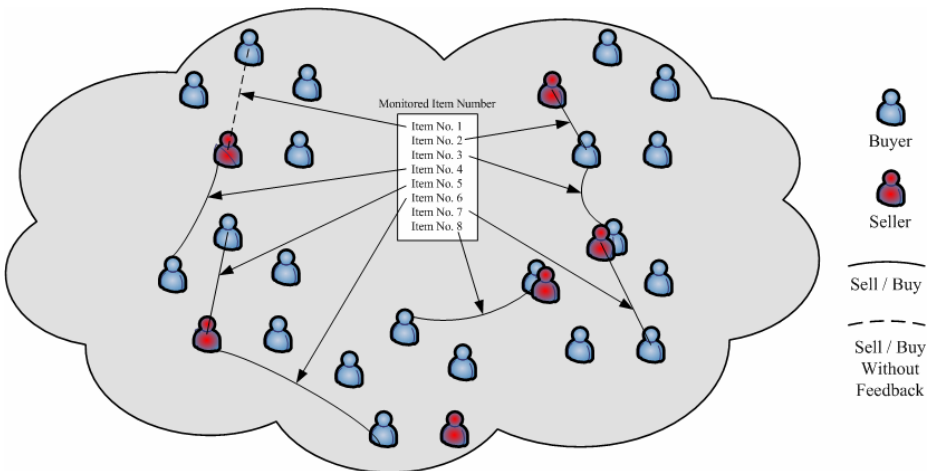 Monitored Item Number
Item No. 1
Item No. 2
Item No. 3
Item No. 4
Item No. 5
Item No. 6
Item No. 7
Item No. 8
Buyer
Seller
Sell / Buy
Sell / Buy
Without
Feedback